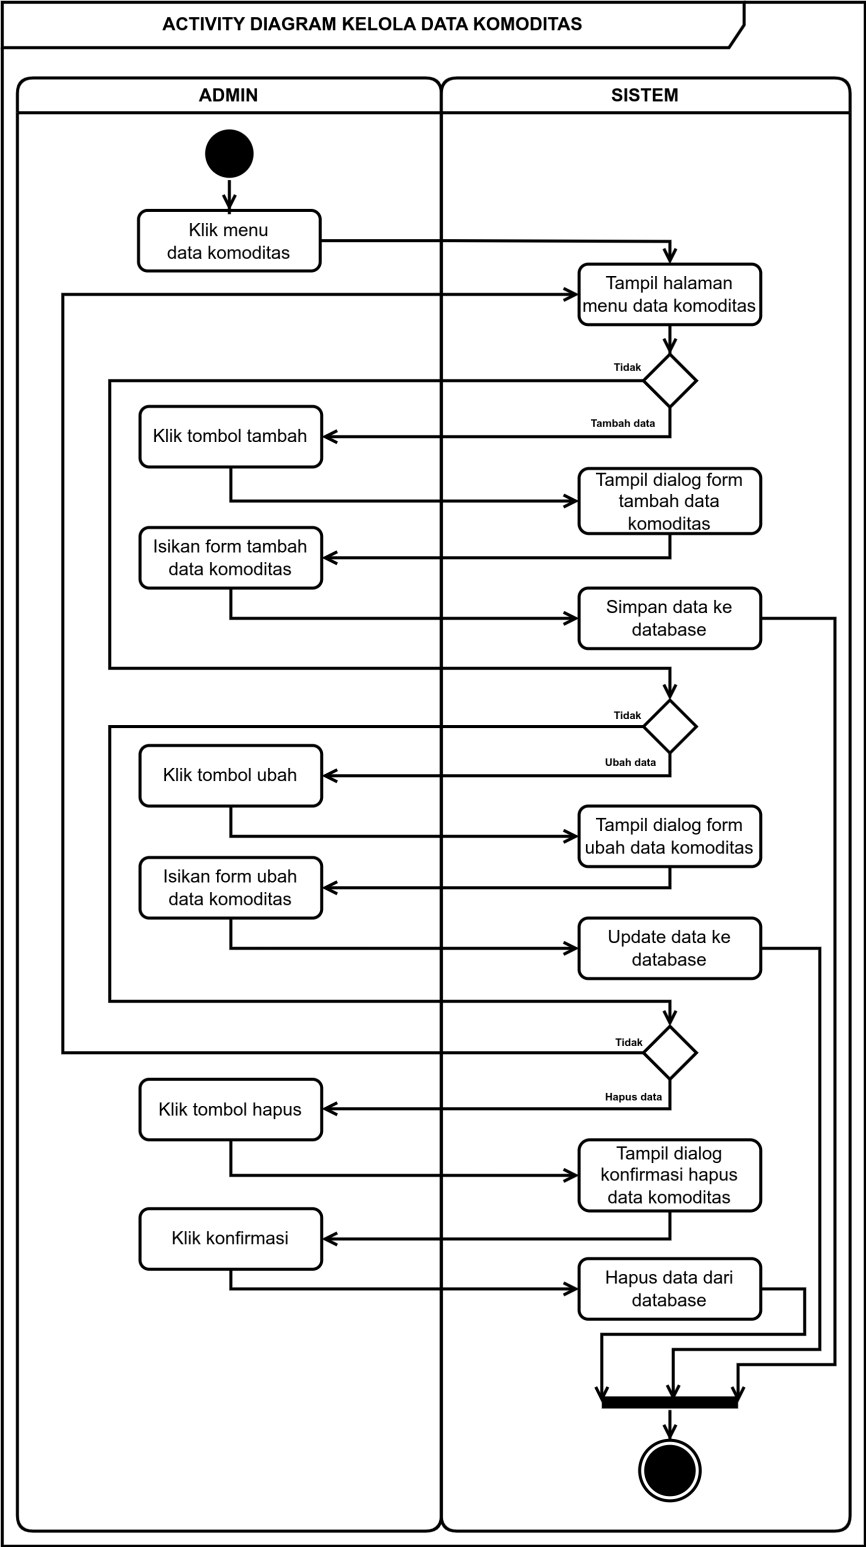 ACTIVITY DIAGRAM KELOLA DATA KOMODITAS
ADMIN
SISTEM
Klik menu
data komoditas
Tampil halaman
menu data komoditas
Tidak
Tambah data
Klik tombol tambah
Tampil dialog form
tambah data
komoditas
Isikan form tambah
data komoditas
Simpan data ke
database
Tidak
Ubah data
Klik tombol ubah
Tampil dialog form
ubah data komoditas
Isikan form ubah
data komoditas
Update data ke
database
Tidak
Hapus data
Klik tombol hapus
Tampil dialog
konfirmasi hapus
data komoditas
Klik konfirmasi
Hapus data dari
database